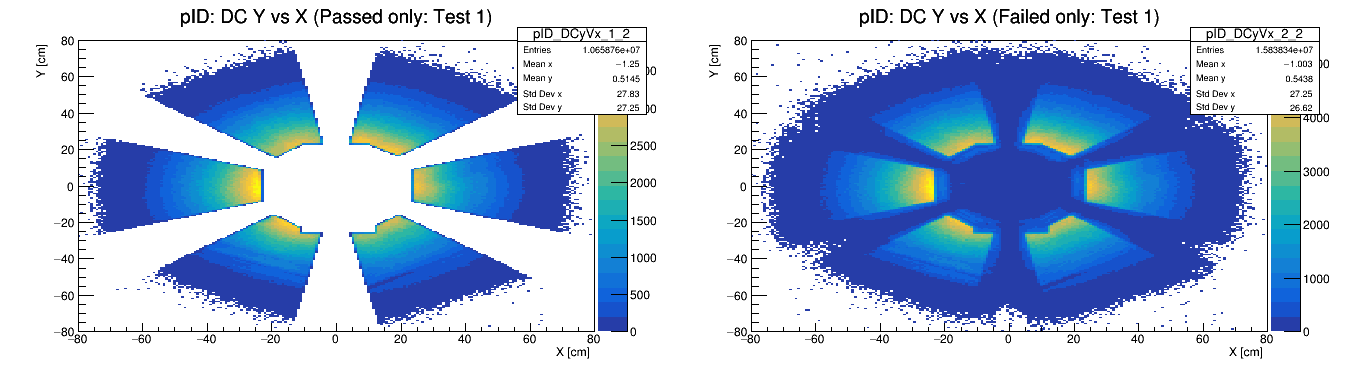 pID: DC Y vs X (Passed only: Test 1)
pID_DCyVx_1_2
Entries 1.065876e+07
Mean x −1.25
Mean y 0.5145
Std Dev x 27.83
Std Dev y 27.25
Y [cm]
80
60
40
20
0
−20
−40
−60
−80
−80 −60 −40 −20 0 20 40 60 80
X [cm]
2500
2000
1500
1000
500
0
pID: DC Y vs X (Failed only: Test 1)
pID_DCyVx_2_2
Entries 1.583834e+07
Mean x −1.003
Mean y 0.5438
Std Dev x 27.25
Std Dev y 26.62
Y [cm]
80
60
40
20
0
−20
−40
−60
−80
−80 −60 −40 −20 0 20 40 60 80
X [cm]
4000
3000
2000
1000
0